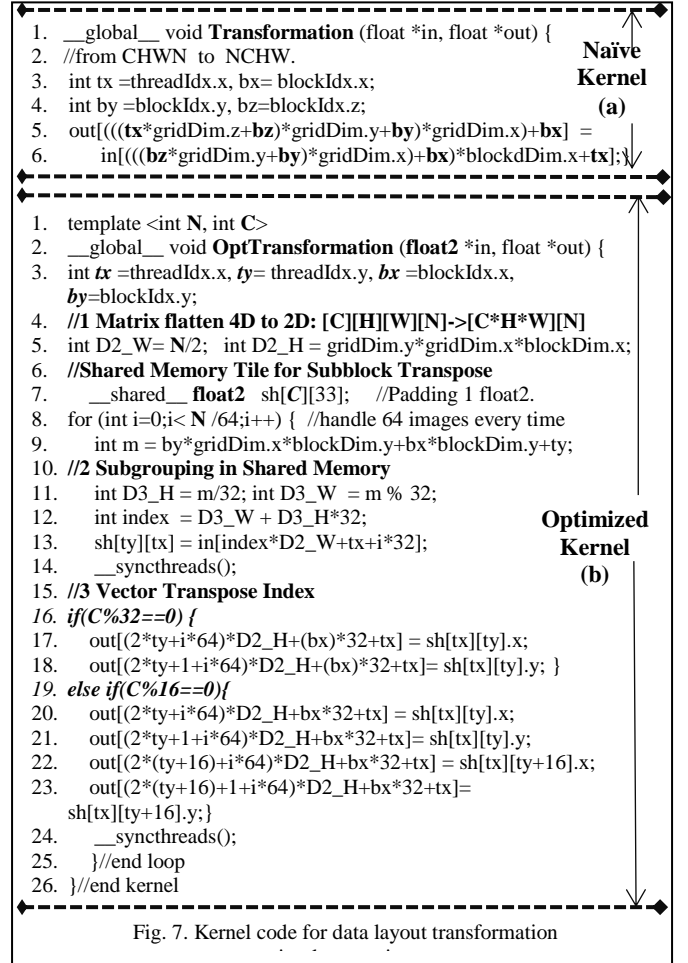 1. __global__ void Transformation (float *in, float *out) {
2. //from CHWN to NCHW.
3. int tx =threadIdx.x, bx= blockIdx.x;
4. int by =blockIdx.y, bz=blockIdx.z;
5. out[(((tx*gridDim.z+bz)*gridDim.y+by)*gridDim.x)+bx] =
6. in[(((bz*gridDim.y+by)*gridDim.x)+bx)*blockdDim.x+tx];}
Naïve
Kernel
(a)
1. template <int N, int C>
2. __global__ void OptTransformation (float2 *in, float *out) {
3. int tx =threadIdx.x, ty= threadIdx.y, bx =blockIdx.x,
by=blockIdx.y;
4. //1 Matrix flatten 4D to 2D: [C][H][W][N]->[C*H*W][N]
5. int D2_W= N/2; int D2_H = gridDim.y*gridDim.x*blockDim.x;
6. //Shared Memory Tile for Subblock Transpose
7. __shared__ float2 sh[C][33]; //Padding 1 float2.
8. for (int i=0;i< N /64;i++) { //handle 64 images every time
9. int m = by*gridDim.x*blockDim.y+bx*blockDim.y+ty;
10. //2 Subgrouping in Shared Memory
11. int D3_H = m/32; int D3_W = m % 32;
12. int index = D3_W + D3_H*32;
13. sh[ty][tx] = in[index*D2_W+tx+i*32];
14. __syncthreads();
15. //3 Vector Transpose Index
16. if(C%32==0) {
17. out[(2*ty+i*64)*D2_H+(bx)*32+tx] = sh[tx][ty].x;
18. out[(2*ty+1+i*64)*D2_H+(bx)*32+tx]= sh[tx][ty].y; }
19. else if(C%16==0){
20. out[(2*ty+i*64)*D2_H+bx*32+tx] = sh[tx][ty].x;
21. out[(2*ty+1+i*64)*D2_H+bx*32+tx]= sh[tx][ty].y;
22. out[(2*(ty+16)+i*64)*D2_H+bx*32+tx] = sh[tx][ty+16].x;
23. out[(2*(ty+16)+1+i*64)*D2_H+bx*32+tx]=
sh[tx][ty+16].y;}
24. __syncthreads();
25. }//end loop
26. }//end kernel
Optimized
Kernel
(b)
Fig. 7. Kernel code for data layout transformation